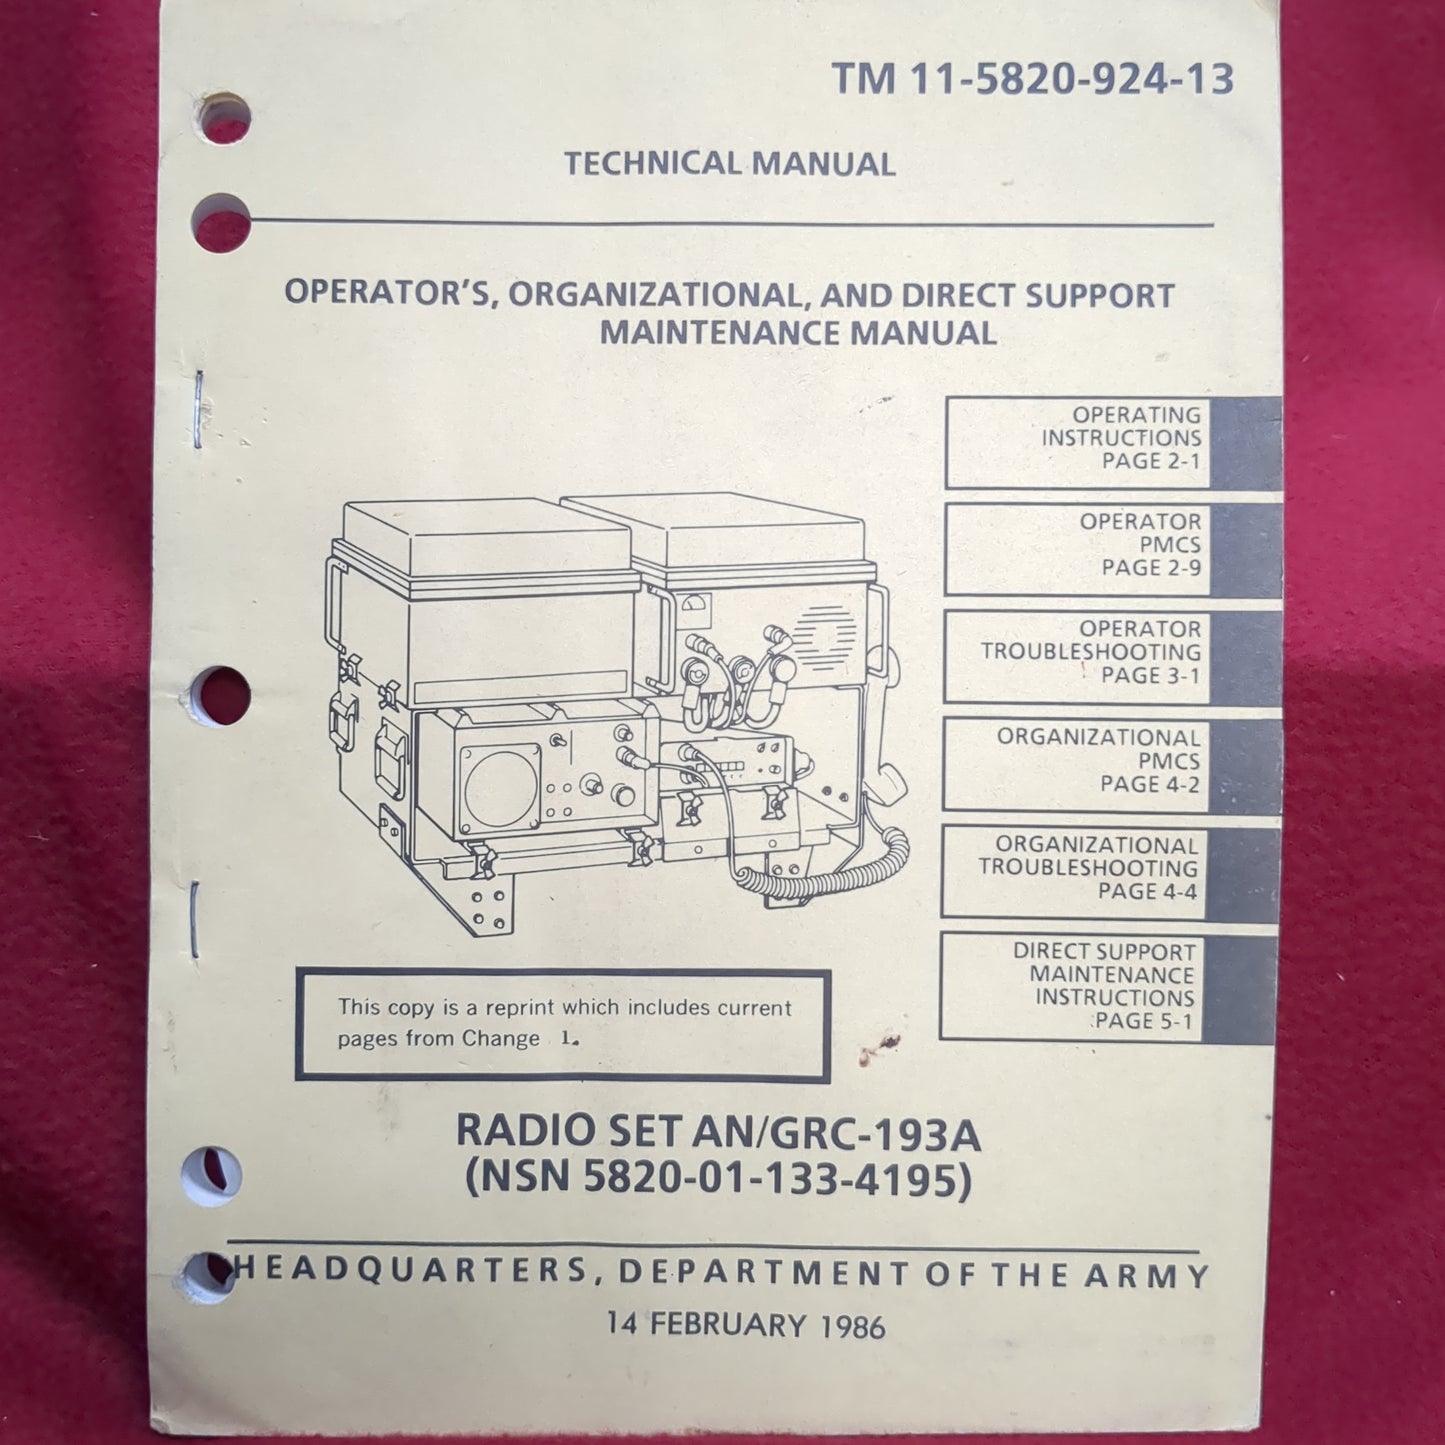 TM 11-5820-924-13
TECHNICAL MANUAL
OPERATOR'S, ORGANIZATIONAL, AND DIRECT SUPPORT
MAINTENANCE MANUAL
OPERATING
INSTRUCTIONS
PAGE 2-1
OPERATOR
PMCS
PAGE 2-9
OPERATOR
TROUBLESHOOTING
PAGE 3-1
ORGANIZATIONAL
PMCS
PAGE 4-2
ORGANIZATIONAL
TROUBLESHOOTING
PAGE 4-4
DIRECT SUPPORT
MAINTENANCE
INSTRUCTIONS
PAGE 5-1
This copy is a reprint which includes current
pages from Change 1.
RADIO SET AN/GRC-193A
(NSN 5820-01-133-4195)
HEADQUARTERS, DEPARTMENT OF THE ARMY
14 FEBRUARY 1986